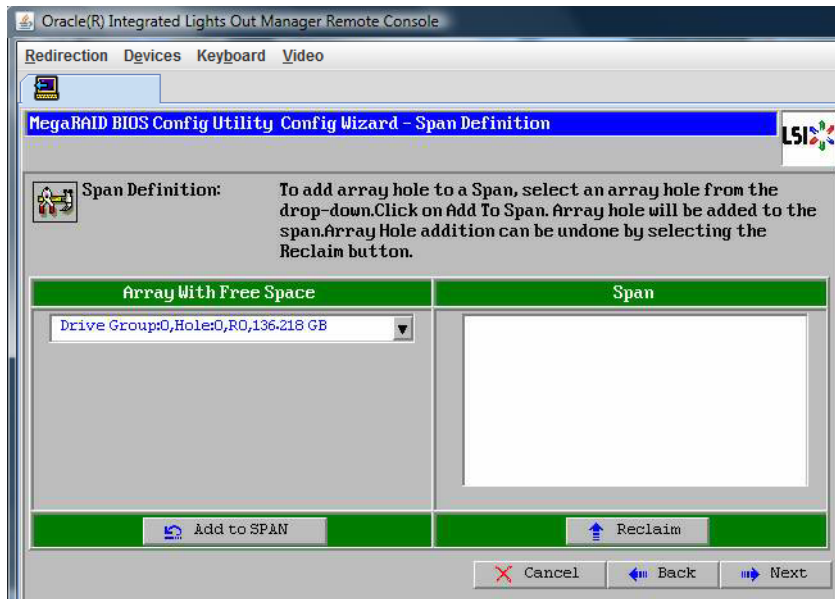 Oracle(R) Integrated Lights Out Manager Remote Console
Redirection Devices Keyboard Video
MegaRAID BIOS Config Utility Config Wizard - Span Definition
LSI
Span Definition: To add array hole to a Span, select an array hole from the
drop-down.Click on Add To Span. Array hole will be added to the
span.Array Hole addition can be undone by selecting the
Reclaim button.
Array With Free Space Span
Drive Group:0,Hole:0,R0,136.218 GB
Add to SPAN Reclaim
Cancel Back Next